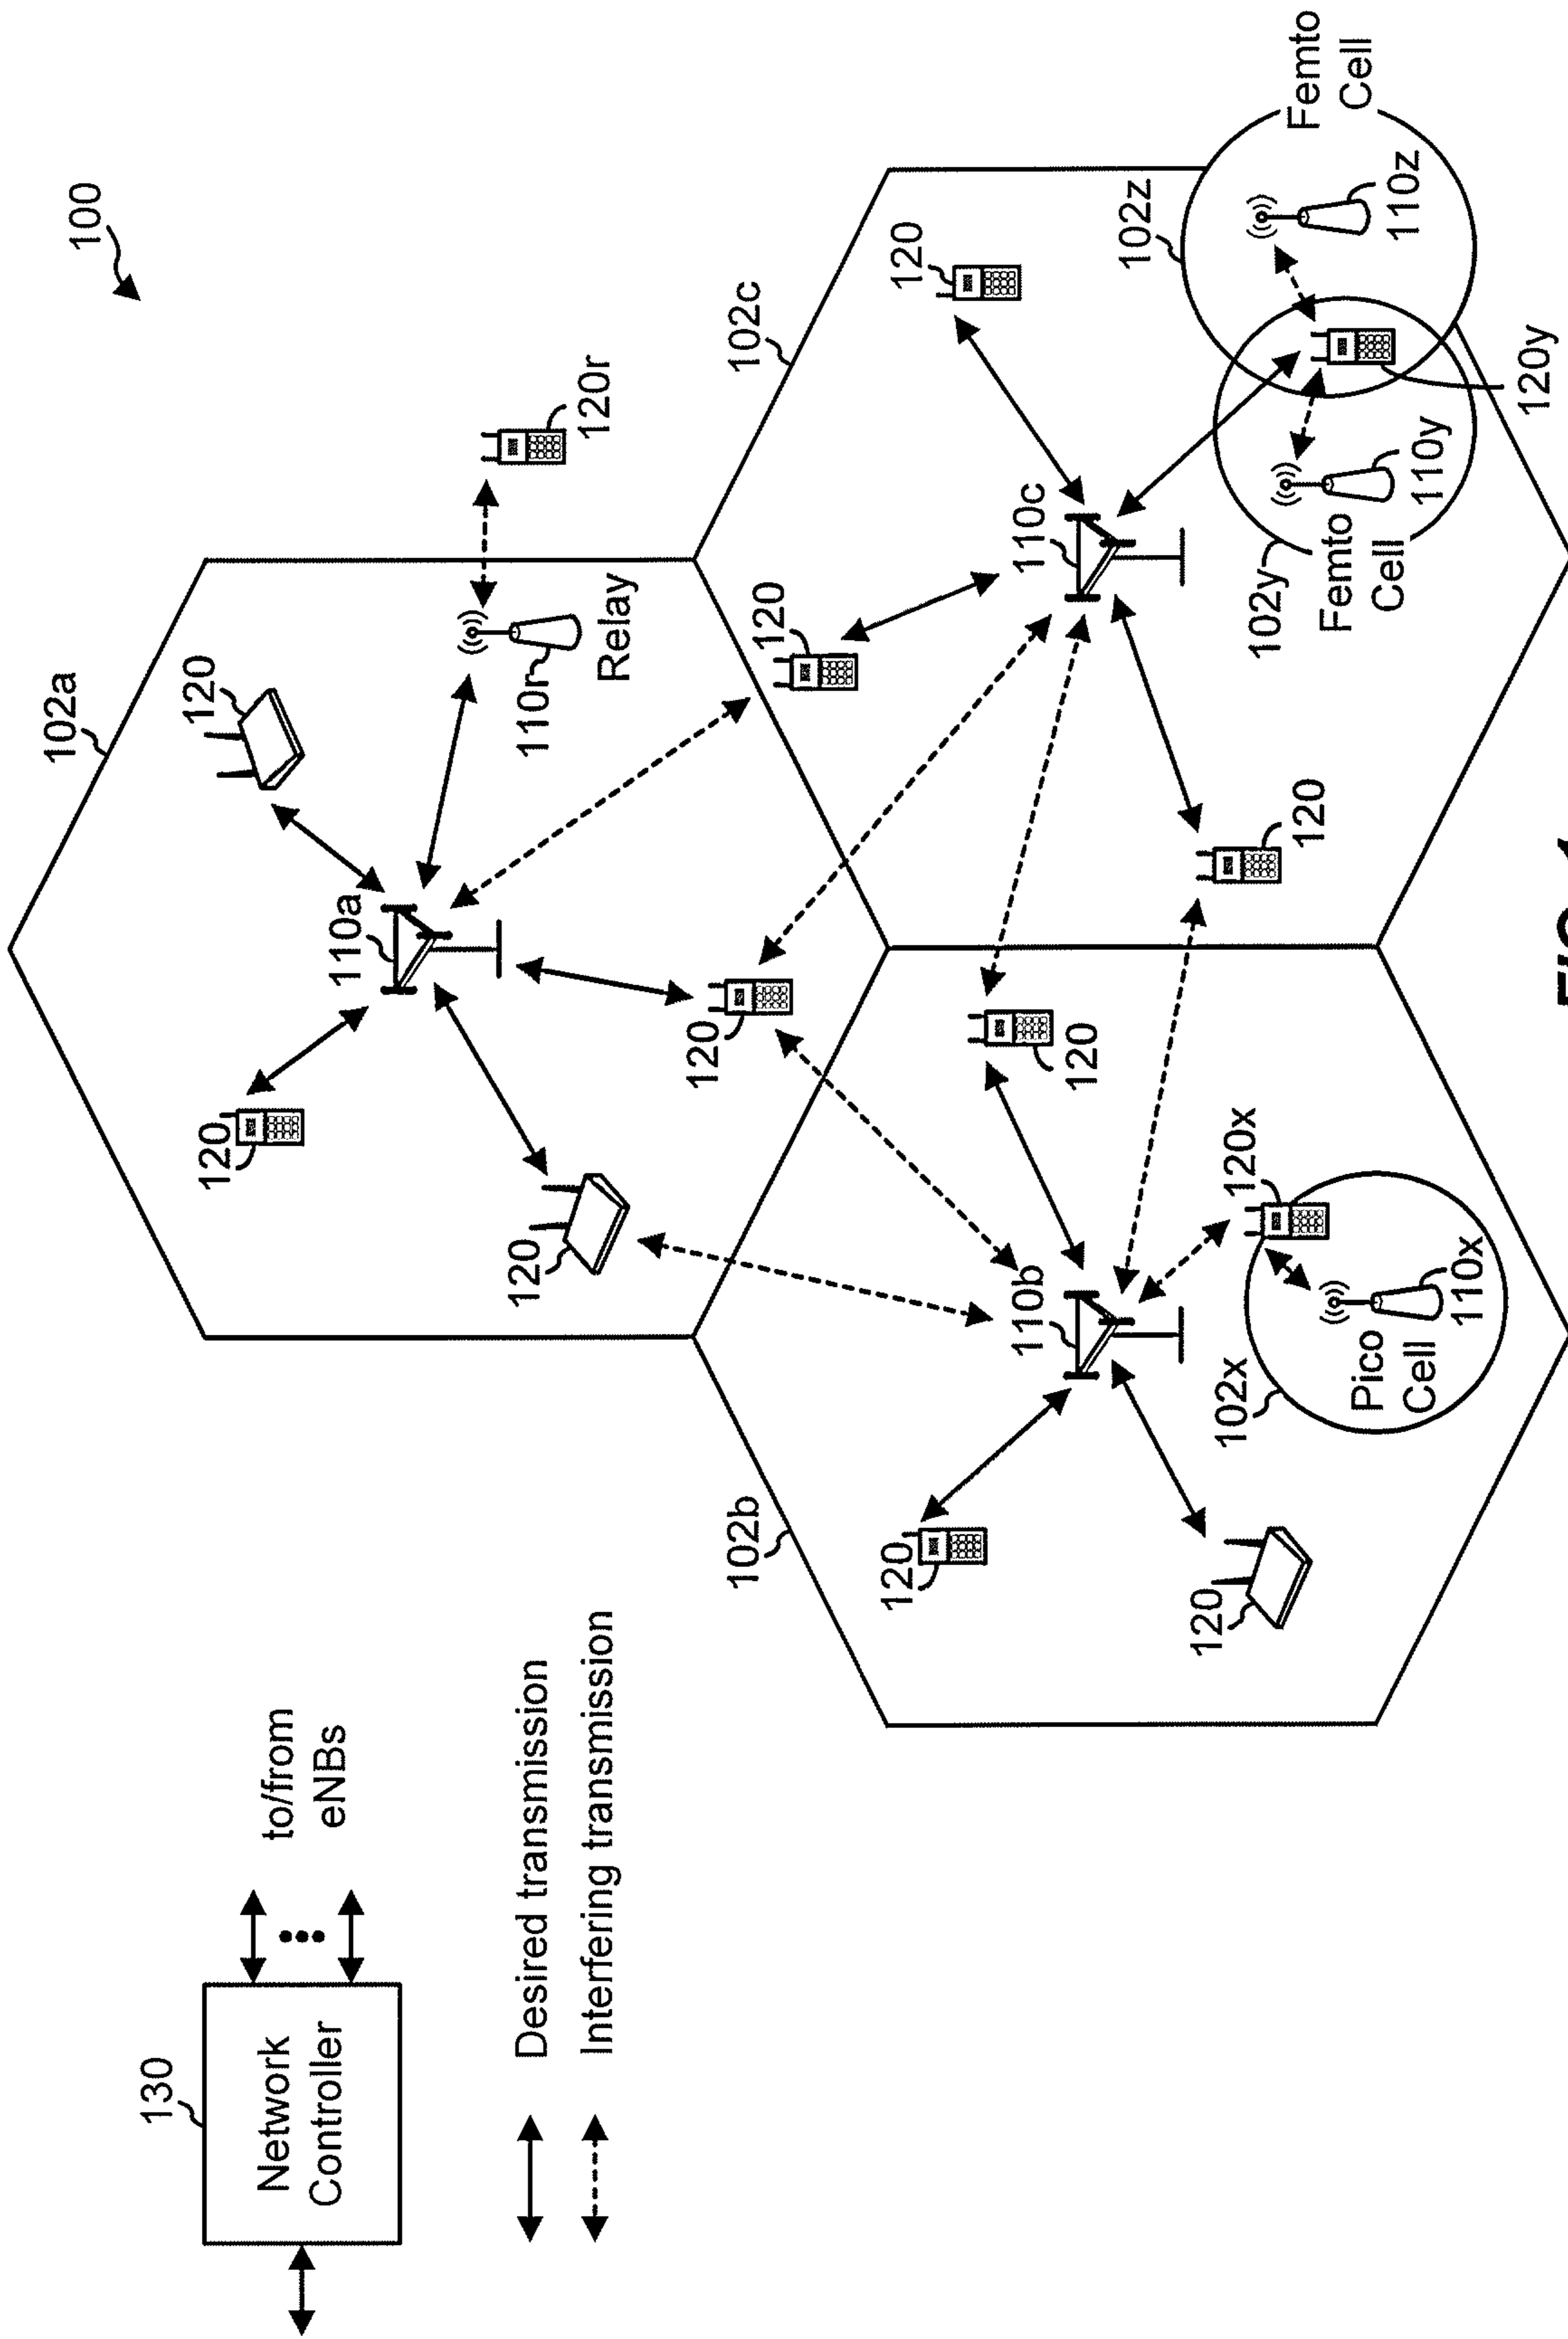 100
130
Network
Controller
to/from
eNBs
Desired transmission
Interfering transmission
102a
120
110a
120
120
110r
Relay
120r
120
120
102b
120
110b
120
120
102x
Pico
Cell
110x
120x
102c
120
110c
120
120
102y
Femto
Cell
110y
120y
102z
110z
Femto
Cell